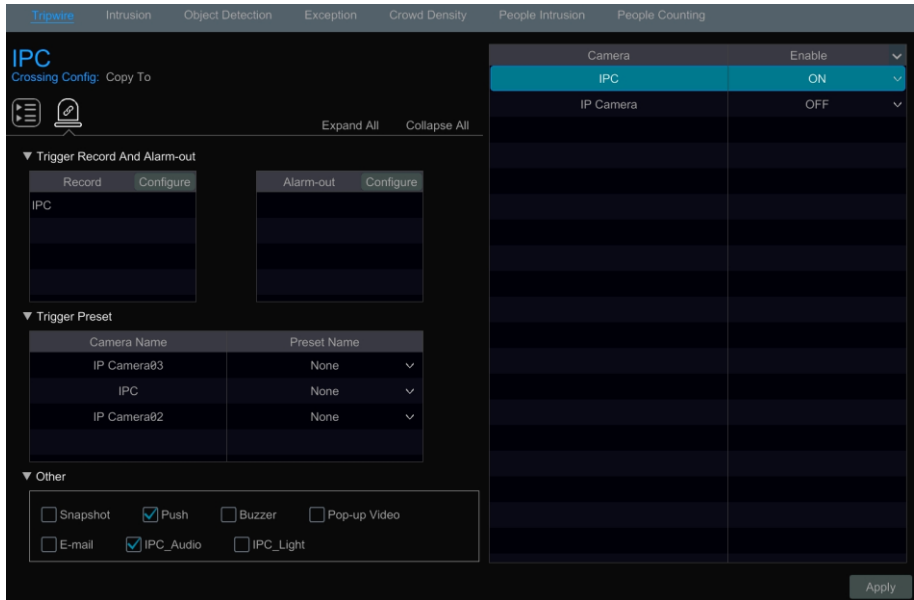 Tripwire Intrusion Object Detection Exception Crowd Density People Intrusion People Counting
IPC
Crossing Config: Copy To
Expand All Collapse All
Trigger Record And Alarm-out
Record Configure Alarm-out Configure
IPC
Trigger Preset
Camera Name Preset Name
IP Camera03 None
IPC None
IP Camera02 None
Other
Snapshot Push Buzzer Pop-up Video
E-mail IPC_Audio IPC_Light
Camera Enable
IPC ON
IP Camera OFF
Apply